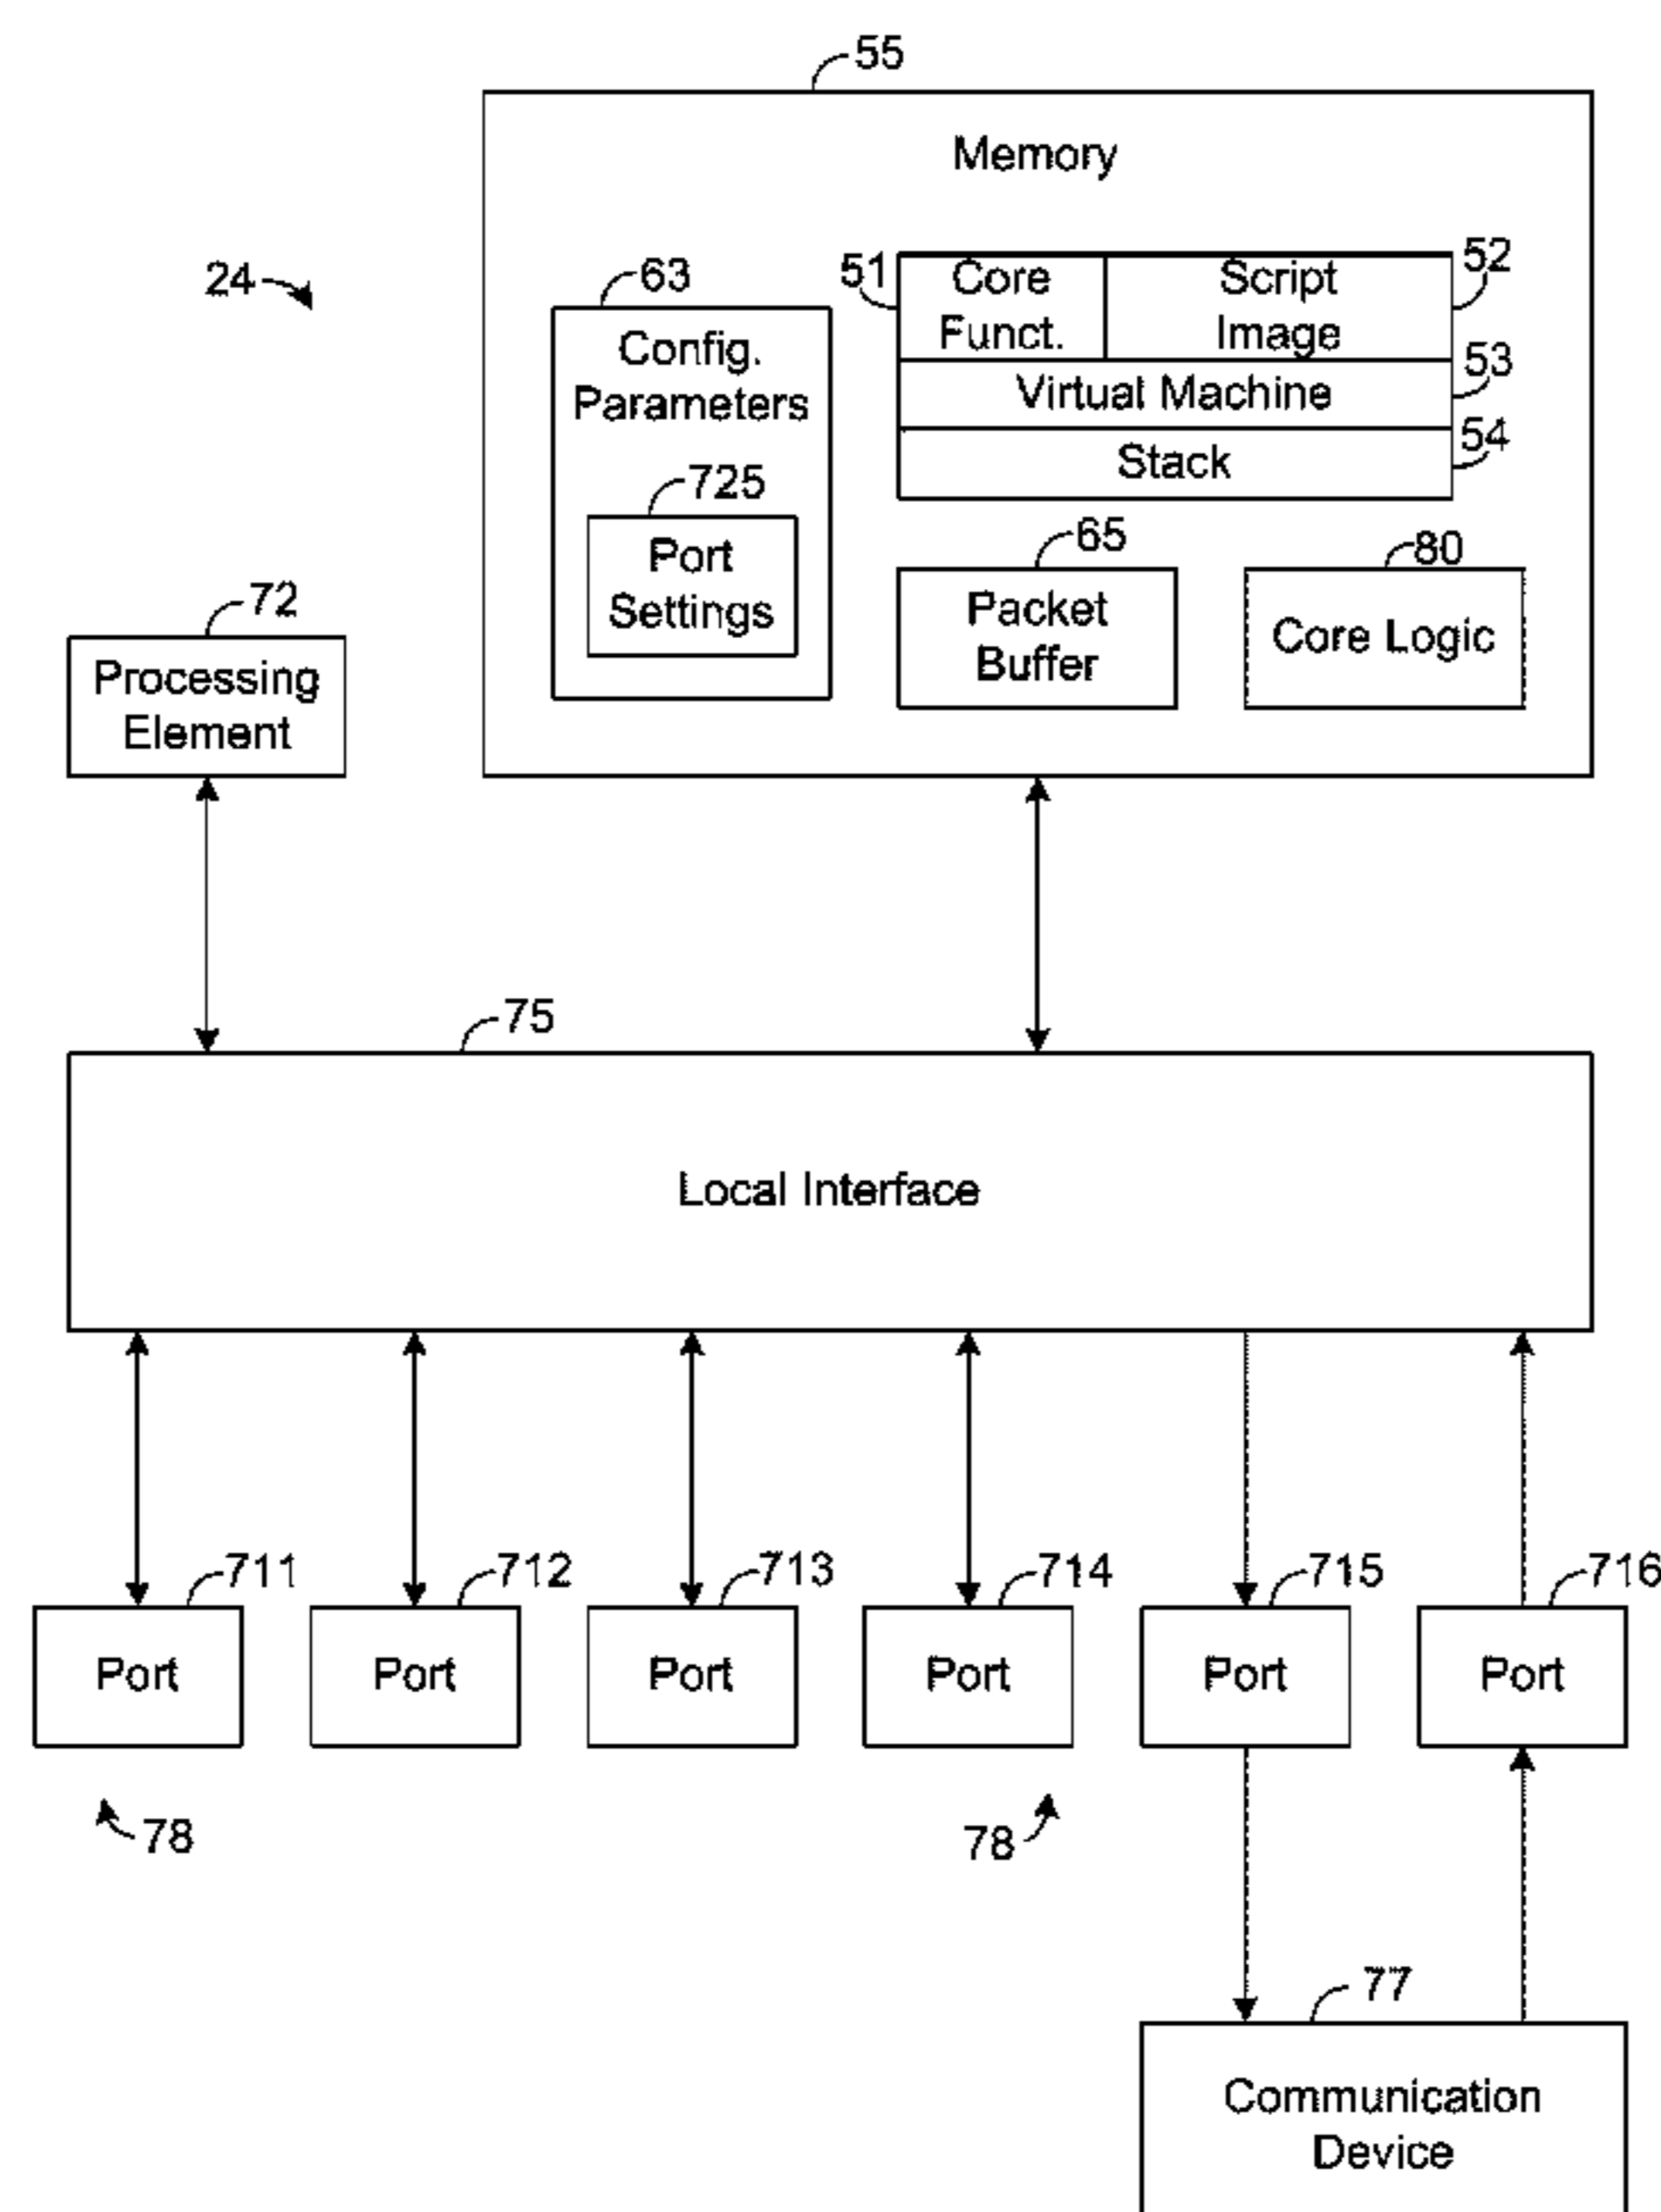 55
Memory
24
63
51
Core
Funct.
Script
Image
52
Config.
Parameters
Virtual Machine
53
Stack
54
725
Port
Settings
65
Packet
Buffer
80
Core Logic
72
Processing
Element
75
Local Interface
711
712
713
714
715
716
Port
Port
Port
Port
Port
Port
78
78
77
Communication
Device